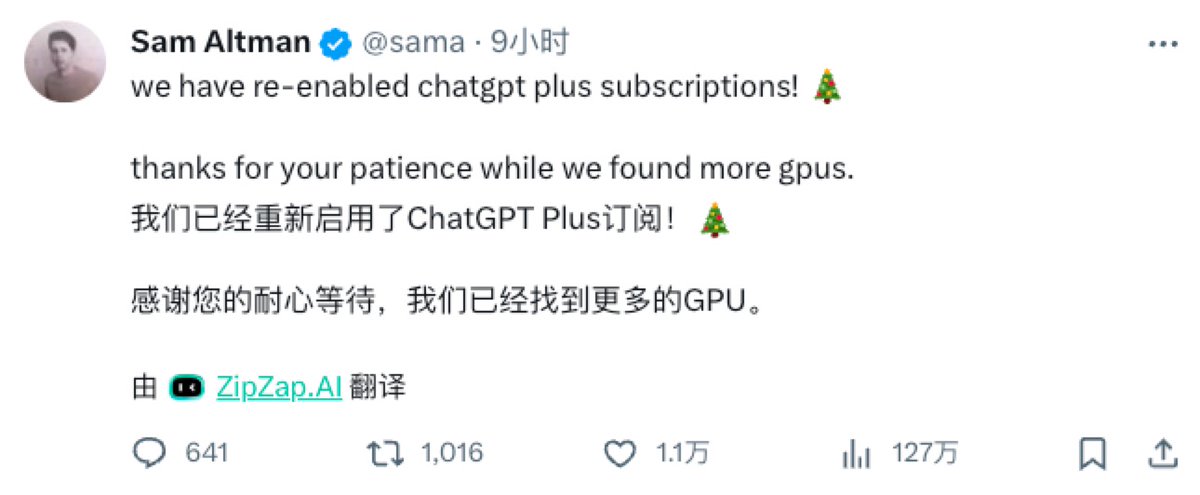 Sam Altman @sama · 9小时
we have re-enabled chatgpt plus subscriptions! 🎄
thanks for your patience while we found more gpus.
我们已经重新启用了ChatGPT Plus订阅！🎄
感谢您的耐心等待，我们已经找到更多的GPU。
由 ZipZap.AI 翻译
641 1,016 1.1万 127万